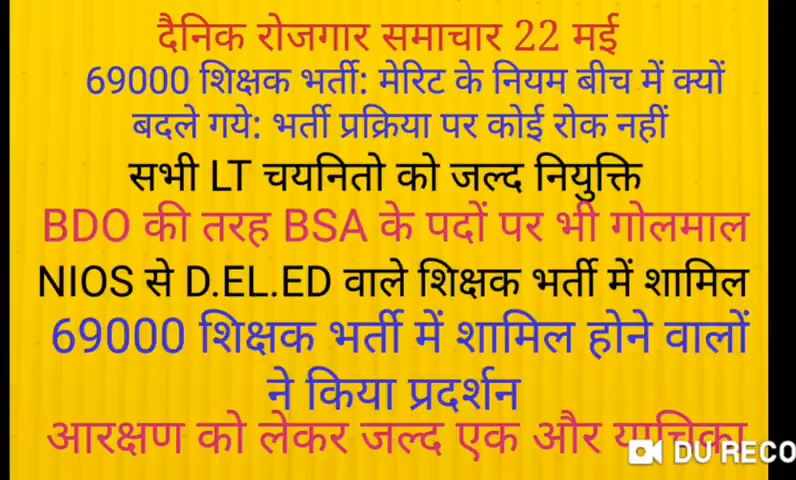 दैनिक रोजगार समाचार 22 मई
69000 शिक्षक भर्ती: मेरिट के नियम बीच में क्यों
बदले गये: भर्ती प्रक्रिया पर कोई रोक नहीं
सभी LT चयनितो को जल्द नियुक्ति
BDO की तरह BSA के पदों पर भी गोलमाल
NIOS से D.EL.ED वाले शिक्षक भर्ती में शामिल
69000 शिक्षक भर्ती में शामिल होने वालों
ने किया प्रदर्शन
आरक्षण को लेकर जल्द एक और याचिका
DU RECO